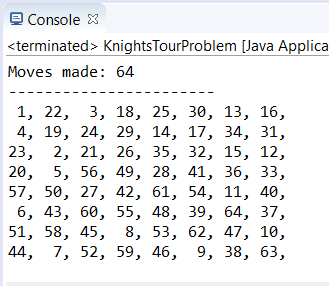 Console
<terminated> KnightsTourProblem [Java Applica
Moves made: 64
-----------------------
1, 22, 3, 18, 25, 30, 13, 16,
4, 19, 24, 29, 14, 17, 34, 31,
23, 2, 21, 26, 35, 32, 15, 12,
20, 5, 56, 49, 28, 41, 36, 33,
57, 50, 27, 42, 61, 54, 11, 40,
6, 43, 60, 55, 48, 39, 64, 37,
51, 58, 45, 8, 53, 62, 47, 10,
44, 7, 52, 59, 46, 9, 38, 63,